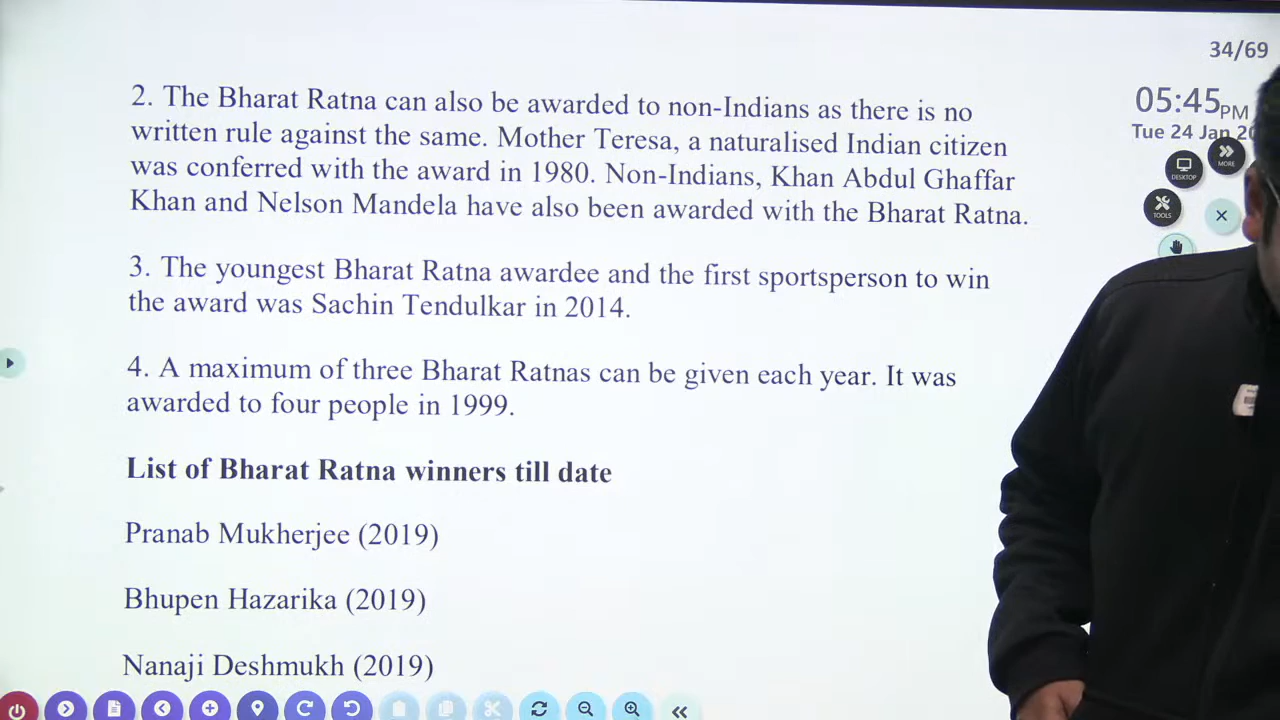 34/69
05:45PM
Tue 24 Jan 20
MORE
DESKTOP
TOOLS
2. The Bharat Ratna can also be awarded to non-Indians as there is no
written rule against the same. Mother Teresa, a naturalised Indian citizen
was conferred with the award in 1980. Non-Indians, Khan Abdul Ghaffar
Khan and Nelson Mandela have also been awarded with the Bharat Ratna.
3. The youngest Bharat Ratna awardee and the first sportsperson to win
the award was Sachin Tendulkar in 2014.
4. A maximum of three Bharat Ratnas can be given each year. It was
awarded to four people in 1999.
List of Bharat Ratna winners till date
Pranab Mukherjee (2019)
Bhupen Hazarika (2019)
Nanaji Deshmukh (2019)